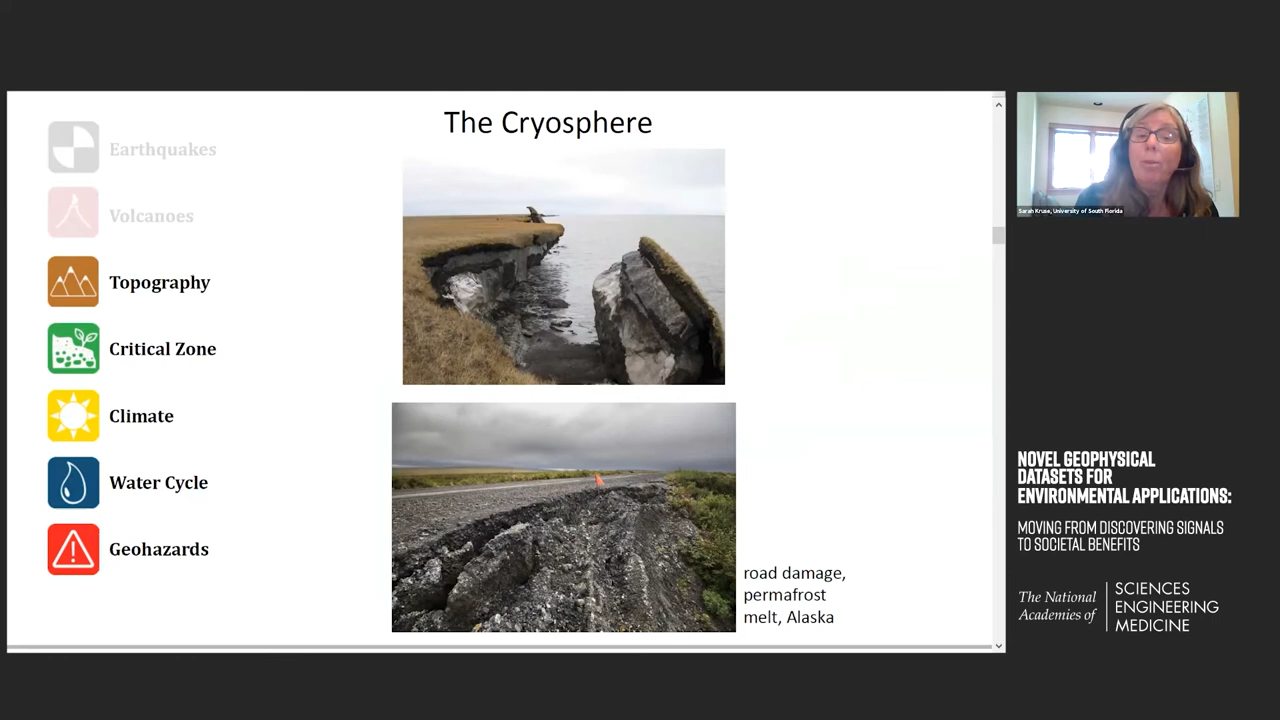 The Cryosphere
Earthquakes
Volcanoes
Topography
Critical Zone
Climate
Water Cycle
Geohazards
road damage,
permafrost
melt, Alaska
Sarah Kruse, University of South Florida
NOVEL GEOPHYSICAL
DATASETS FOR
ENVIRONMENTAL APPLICATIONS:
MOVING FROM DISCOVERING SIGNALS
TO SOCIETAL BENEFITS
The National
Academies of
SCIENCES
ENGINEERING
MEDICINE